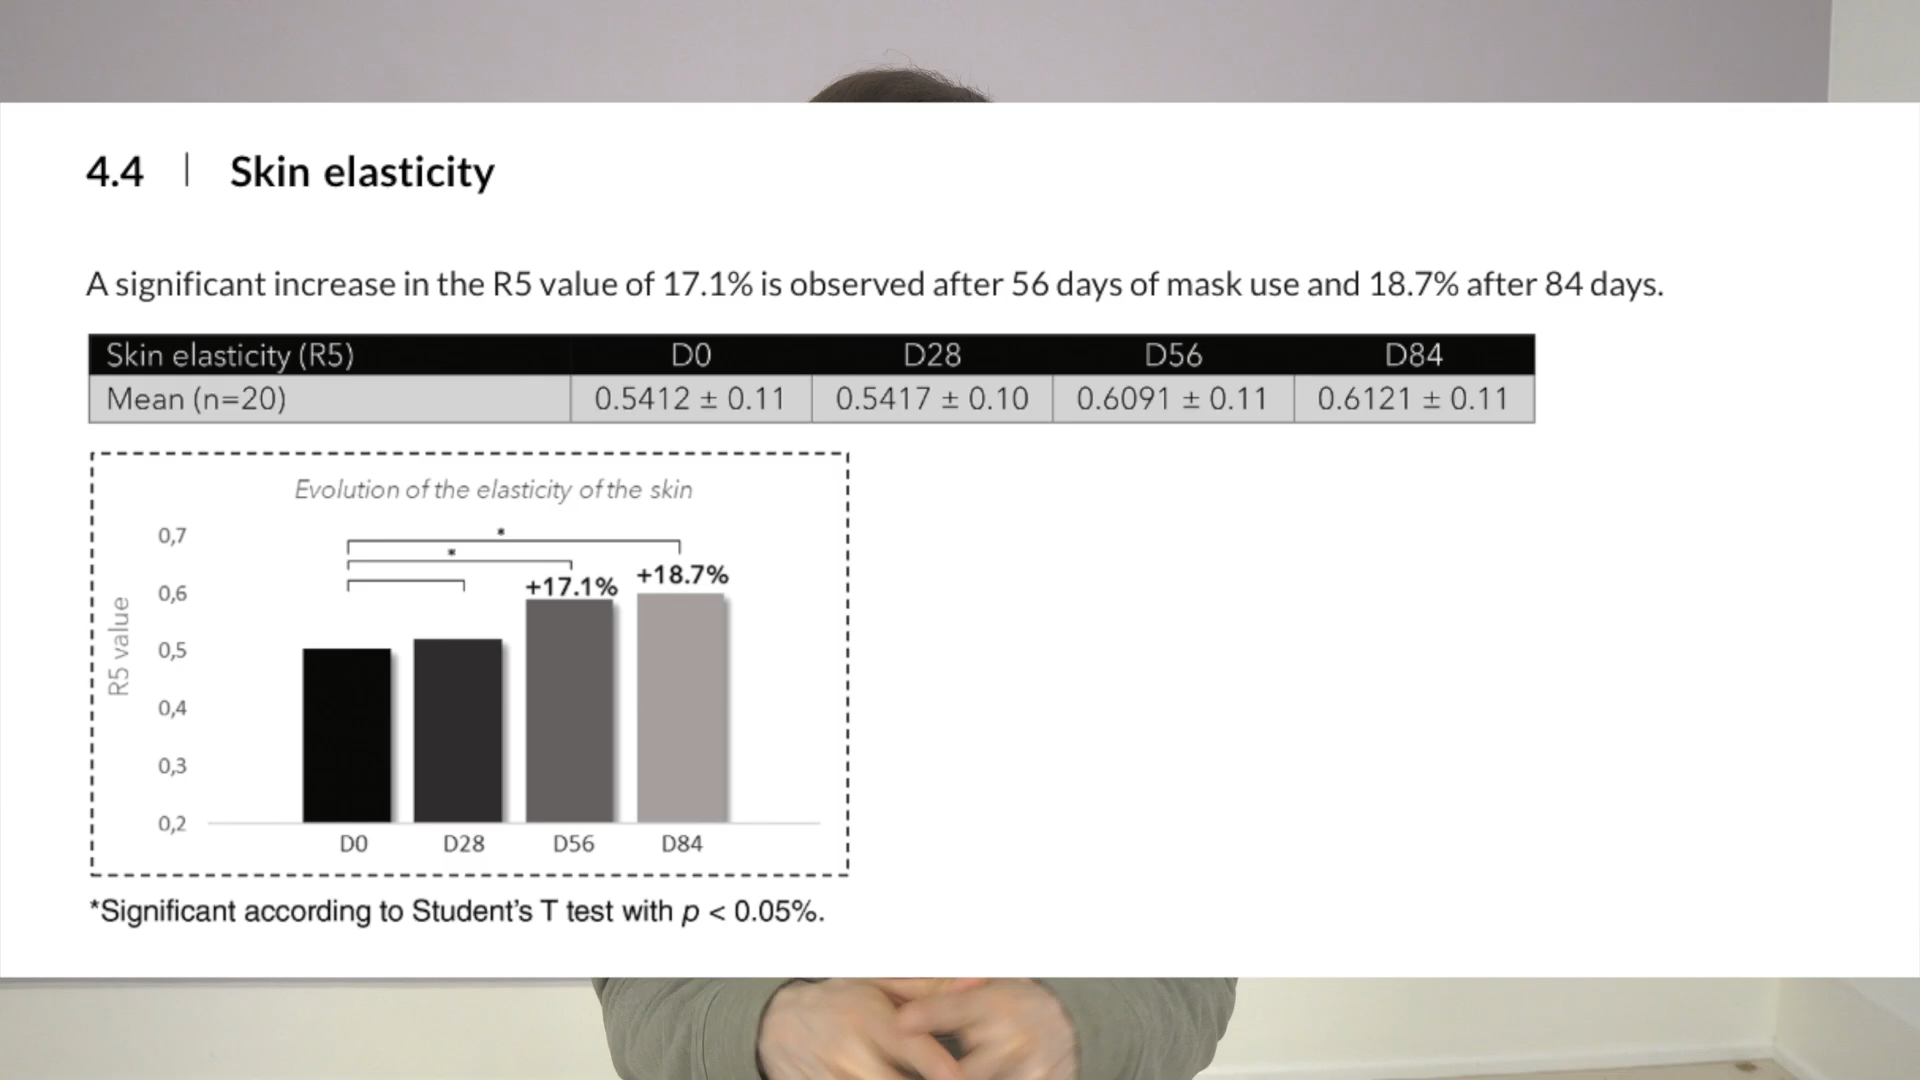 4.4 | Skin elasticity
A significant increase in the R5 value of 17.1% is observed after 56 days of mask use and 18.7% after 84 days.
Skin elasticity (R5) D0 D28 D56 D84
Mean (n=20) 0.5412 ± 0.11 0.5417 ± 0.10 0.6091 ± 0.11 0.6121 ± 0.11
Evolution of the elasticity of the skin
0,7
*
*
+17.1% +18.7%
0,6
0,5
0,4
0,3
0,2
R5 value
D0 D28 D56 D84
*Significant according to Student's T test with p < 0.05%.